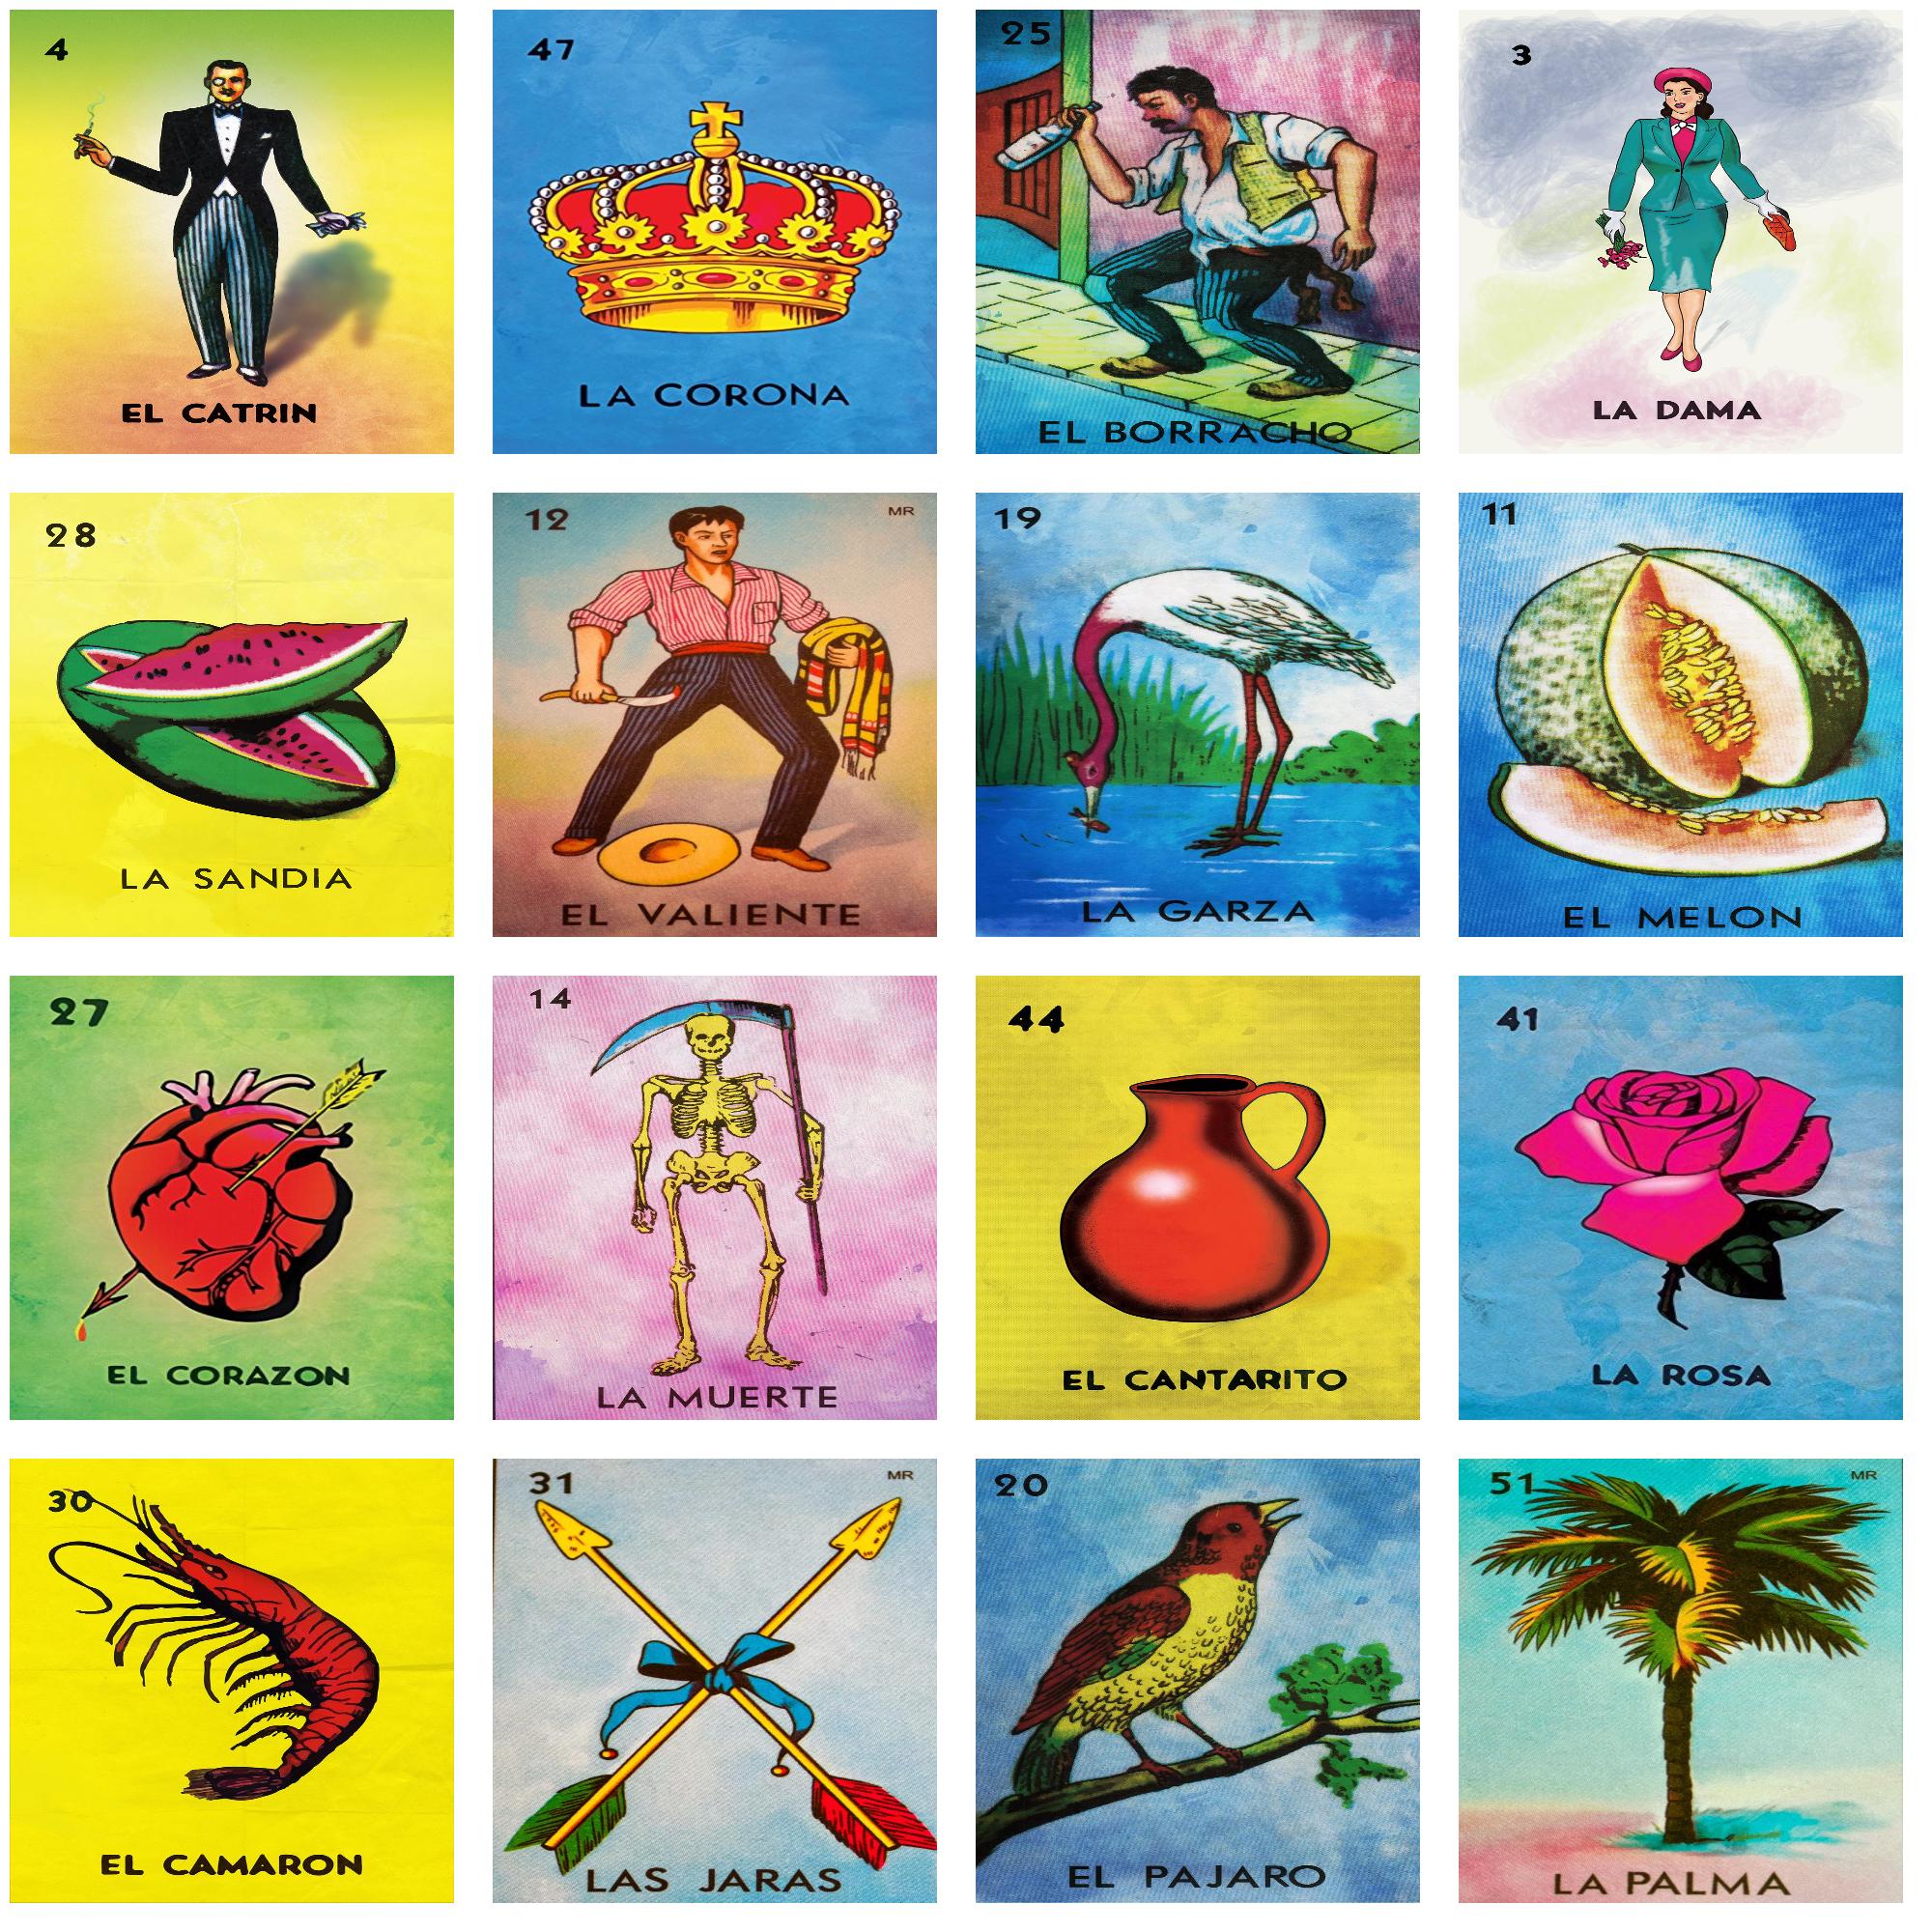 4
EL CATRIN
47
LA CORONA
25
EL BORRACHO
3
LA DAMA
28
LA SANDIA
12
MR
EL VALIENTE
19
LA GARZA
11
EL MELON
27
EL CORAZON
14
LA MUERTE
44
EL CANTARITO
41
LA ROSA
30
EL CAMARON
31
MR
LAS JARAS
20
EL PAJARO
51
MR
LA PALMA